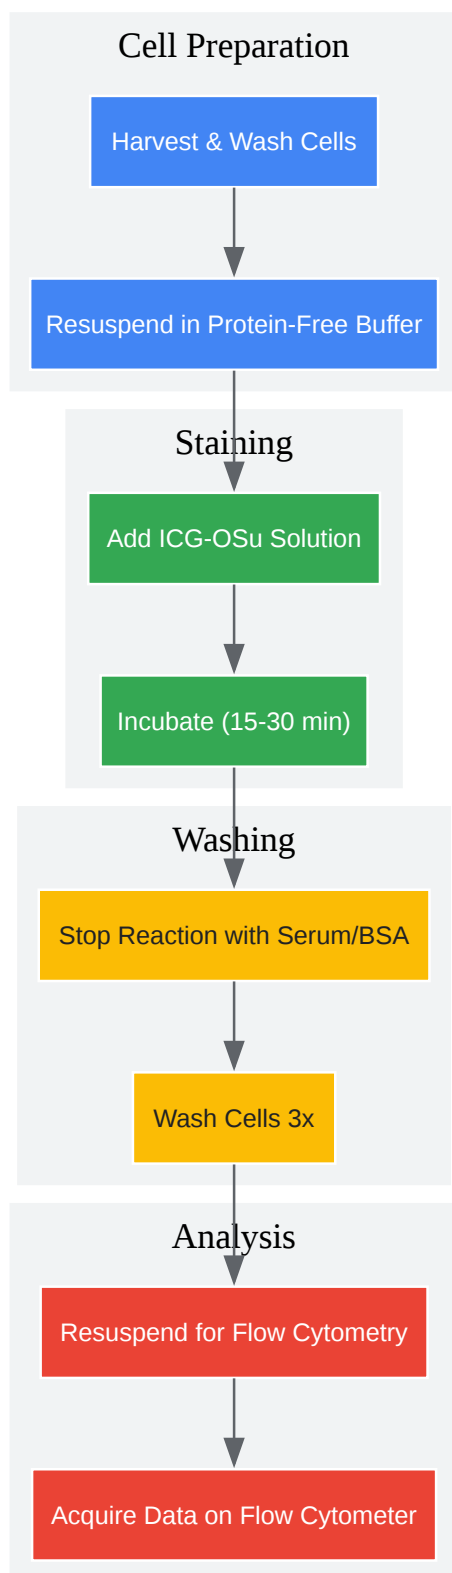 Cell Preparation
Harvest & Wash Cells
Resuspend in Protein-Free Buffer
Staining
Add ICG-OSu Solution
Incubate (15-30 min)
Washing
Stop Reaction with Serum/BSA
Wash Cells 3x
Analysis
Resuspend for Flow Cytometry
Acquire Data on Flow Cytometer